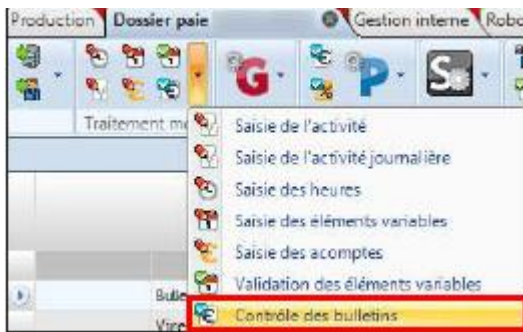 Production Dossier paie Gestion interne Robo
G P S
Traitement m
Saisie de l'activité
Saisie de l'activité journalière
Saisie des heures
Saisie des éléments variables
Saisie des acomptes
Validation des éléments variables
Bulle
Contrôle des bulletins